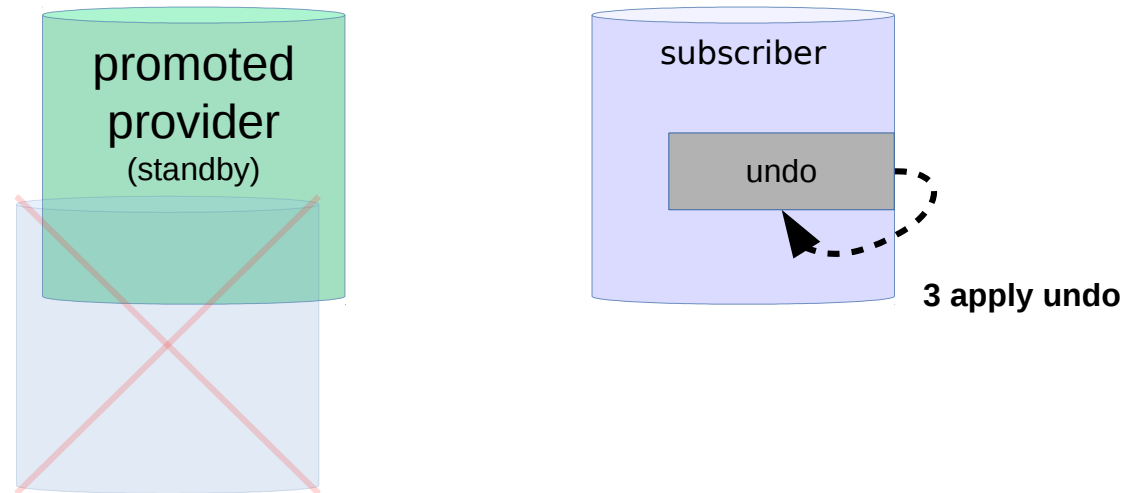 promoted
provider
(standby)
subscriber
undo
3 apply undo